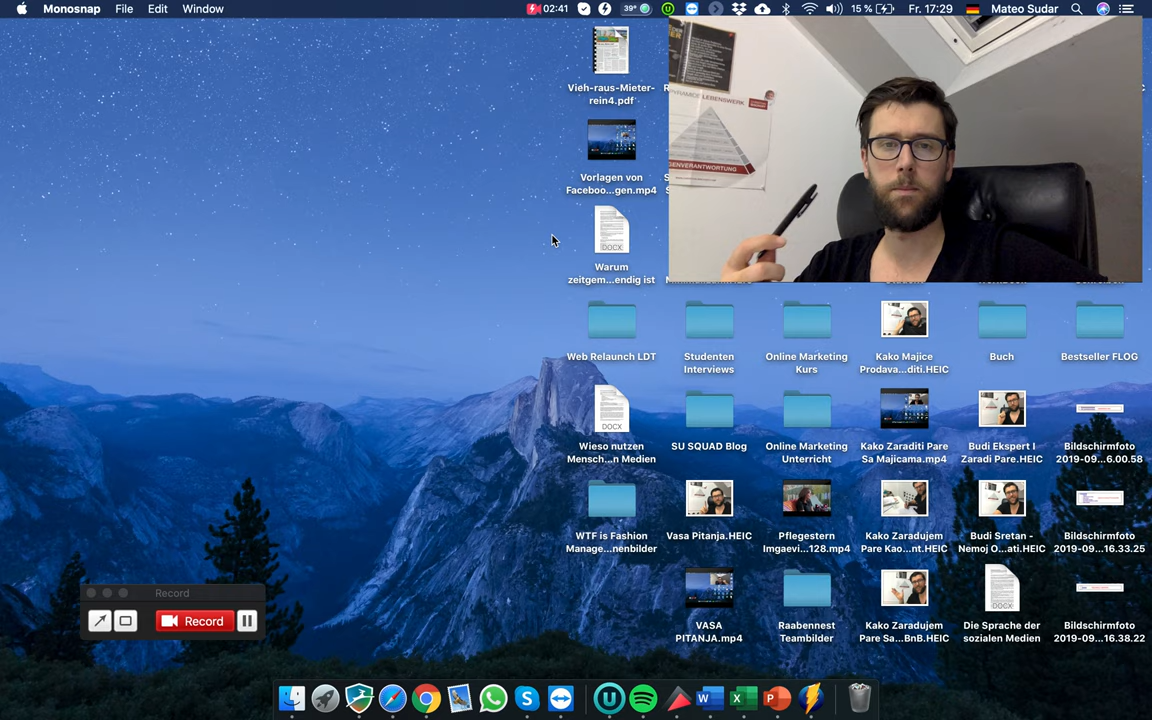 Monosnap File Edit Window 02:41 39° 15 % Fr. 17:29 Mateo Sudar
Vieh-raus-Mieter-
rein4.pdf
Vorlagen von
Faceboo...gen.mp4
DOCX
Warum
zeitgem...endig ist
DYNAMICE LEBENSWERK
GENVERANTWORTUNG
Web Relaunch LDT
Studenten
Interviews
Online Marketing
Kurs
Kako Majice
Prodava...diti.HEIC
Buch
Bestseller FLOG
DOCX
Wieso nutzen
Mensch...n Medien
SU SQUAD Blog
Online Marketing
Unterricht
Kako Zaraditi Pare
Sa Majicama.mp4
Budi Ekspert I
Zaradi Pare.HEIC
Bildschirmfoto
2019-09...6.00.58
WTF is Fashion
Manage...nenbilder
Vasa Pitanja.HEIC
Pflegestern
Imgaevi...128.mp4
Kako Zaradujem
Pare Kao...nt.HEIC
Budi Sretan -
Nemoj O...ati.HEIC
Bildschirmfoto
2019-09...16.33.25
VASA
PITANJA.mp4
Raabennest
Teambilder
Kako Zaradujem
Pare Sa...BnB.HEIC
DOCX
Die Sprache der
sozialen Medien
Bildschirmfoto
2019-09...16.38.22
Record
Record